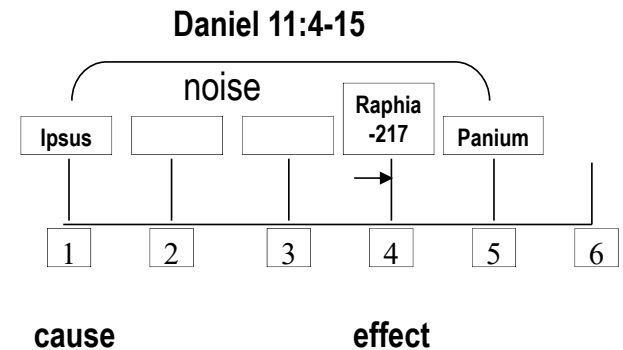 Daniel 11:4-15
noise
Ipsus
Raphia
-217
Panium
1 2 3 4 5 6
cause effect